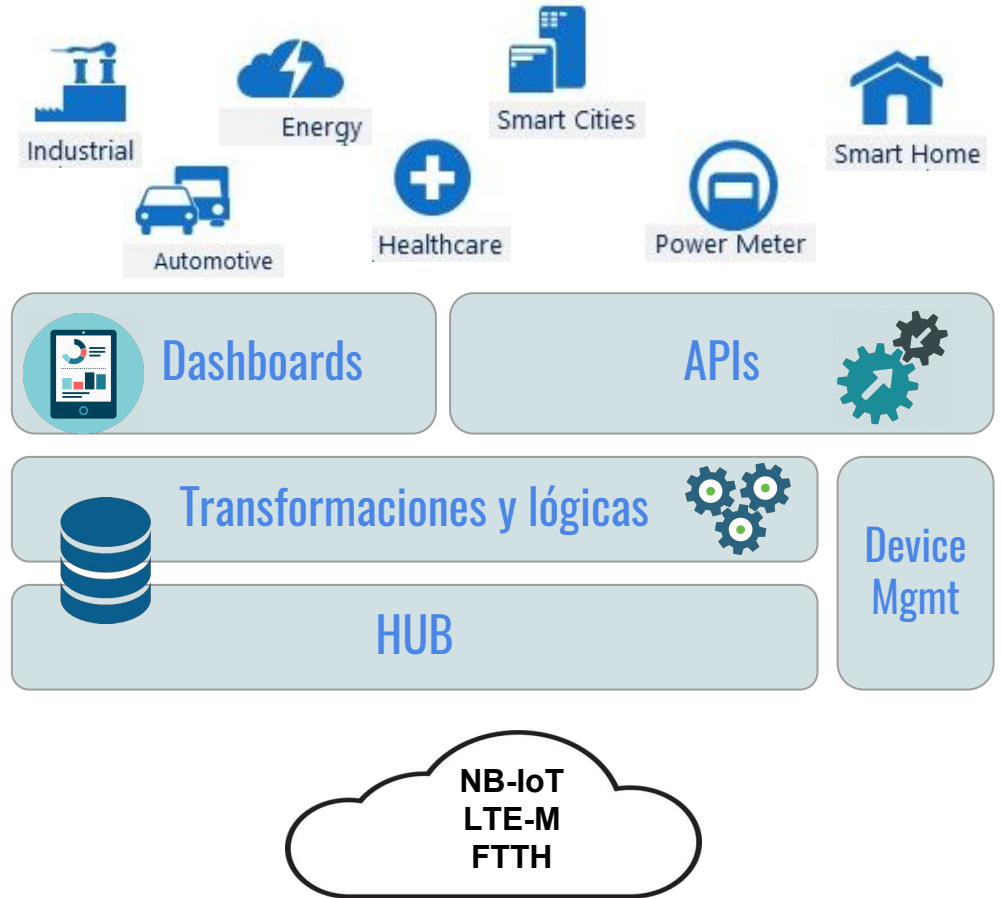 Industrial
Energy
Smart Cities
Smart Home
Automotive
Healthcare
Power Meter
Dashboards
APIs
Transformaciones y lógicas
Device
Mgmt
HUB
NB-IoT
LTE-M
FTTH